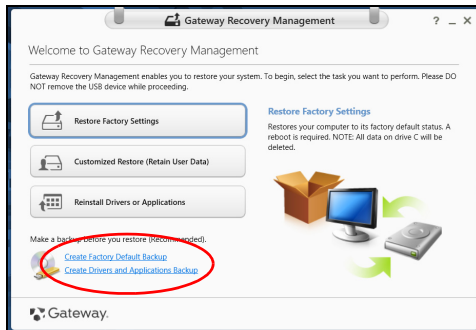 Gateway Recovery Management
? _ X
Welcome to Gateway Recovery Management
Gateway Recovery Management enables you to restore your system. To begin, select the task you want to perform. Please DO
NOT remove the USB device while proceeding.
Restore Factory Settings
Customized Restore (Retain User Data)
Reinstall Drivers or Applications
Restore Factory Settings
Restores your computer to its factory default status. A
reboot is required. NOTE: All data on drive C will be
deleted.
Make a backup before you restore (Recommended).
Create Factory Default Backup
Create Drivers and Applications Backup
Gateway.